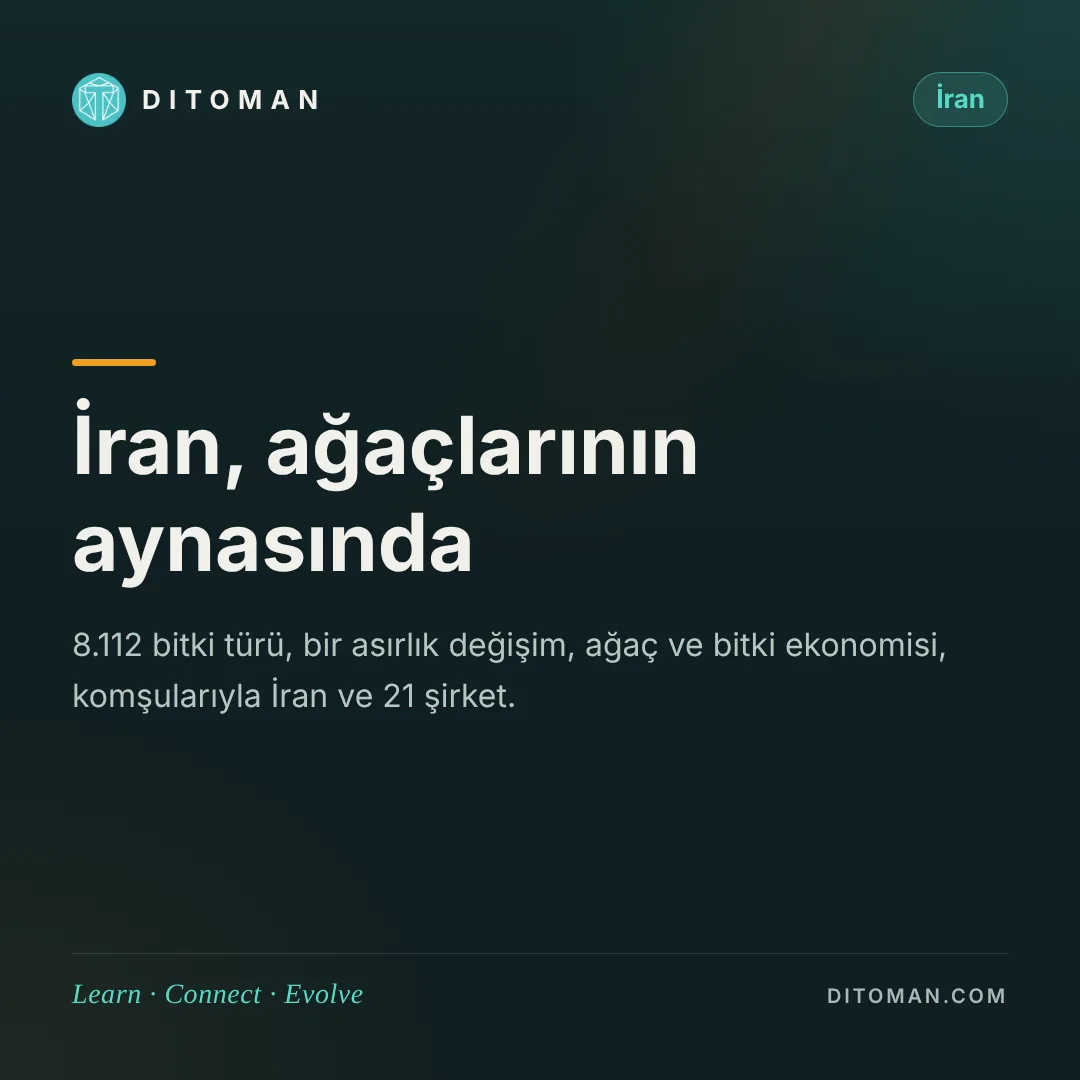 DITOMAN
İran
İran, ağaçlarının
aynasında
8.112 bitki türü, bir asırlık değişim, ağaç ve bitki ekonomisi,
komşularıyla İran ve 21 şirket.
Learn · Connect · Evolve
DITOMAN.COM